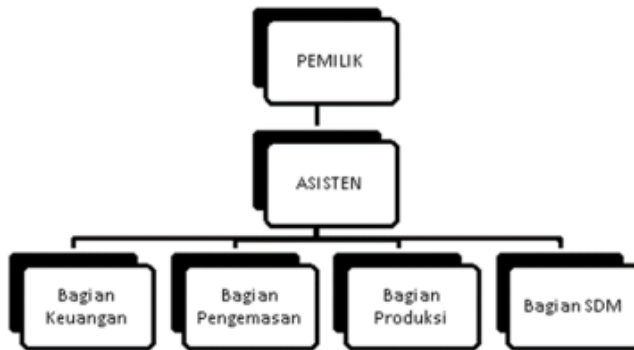 PEMILIK
ASISTEN
Bagian
Keuangan
Bagian
Pengemasan
Bagian
Produksi
Bagian SDM